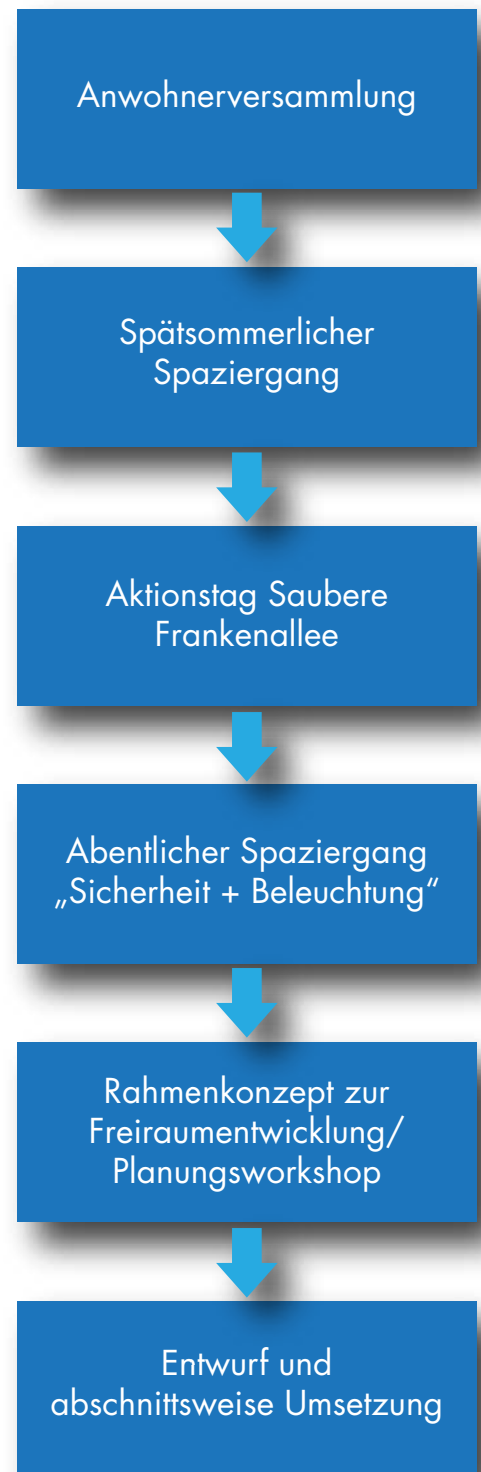 Anwohnerversammlung
Spätsommerlicher
Spaziergang
Aktionstag Saubere
Frankenallee
Abentlicher Spaziergang
„Sicherheit + Beleuchtung“
Rahmenkonzept zur
Freiraumentwicklung/
Planungsworkshop
Entwurf und
abschnittsweise Umsetzung